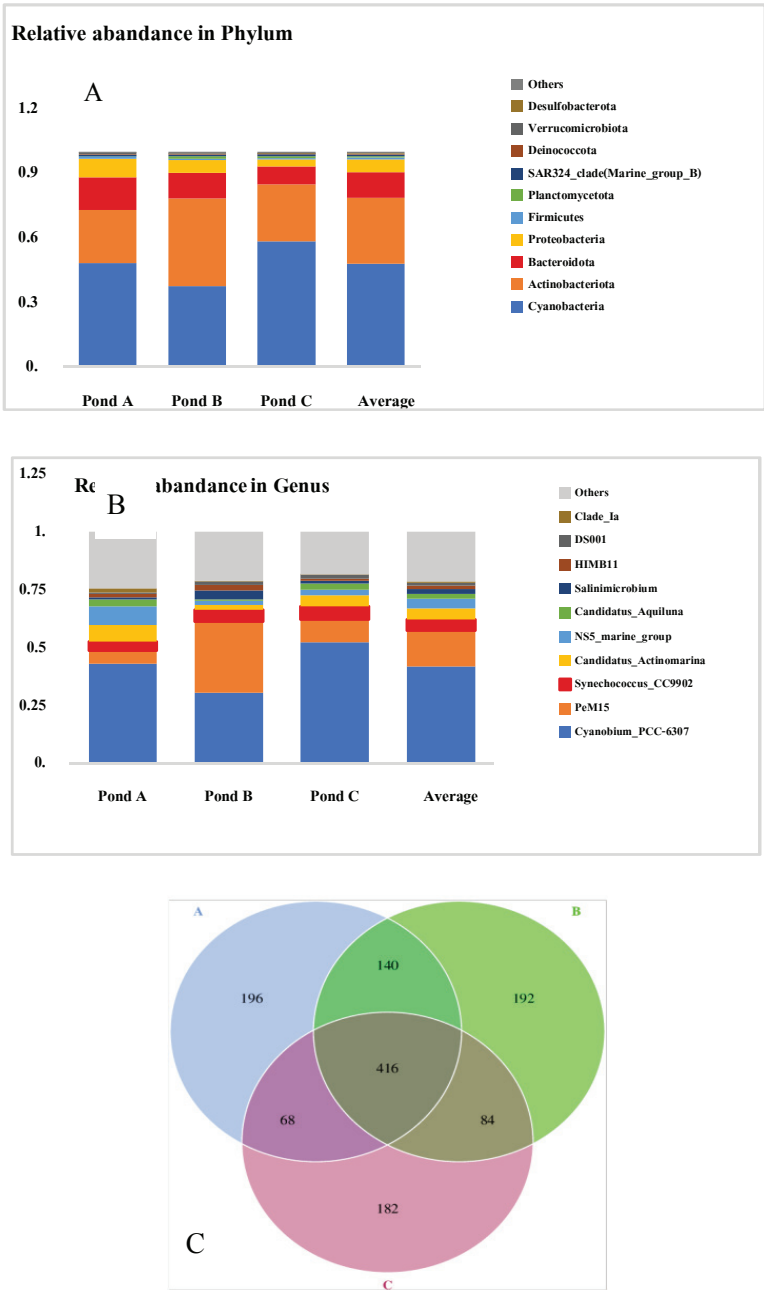 Relative abandance in Phylum
A
1.2
0.9
0.6
0.3
0.
Pond A Pond B Pond C Average
Others
Desulfobacterota
Verrucomicrobiota
Deinococcota
SAR324_clade(Marine_group_B)
Planctomycetota
Firmicutes
Proteobacteria
Bacteroidota
Actinobacteriota
Cyanobacteria
abandance in Genus
B
1.25
1.
0.75
0.5
0.25
0.
Pond A Pond B Pond C Average
Others
Clade_Ia
DS001
HIMB11
Salinimicrobium
Candidatus_Aquiluna
NS5_marine_group
Candidatus_Actinomarina
Synechococcus_CC9902
PeM15
Cyanobium_PCC-6307
A B
140
196 192
416
68 84
182
C
C